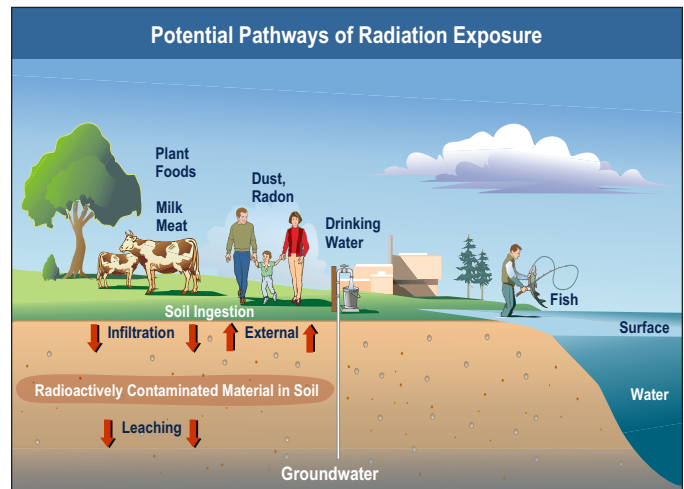 Potential Pathways of Radiation Exposure
Plant
Foods
Milk
Meat
Dust,
Radon
Drinking
Water
Fish
Soil Ingestion
Surface
Infiltration
External
Radioactively Contaminated Material in Soil
Water
Leaching
Groundwater